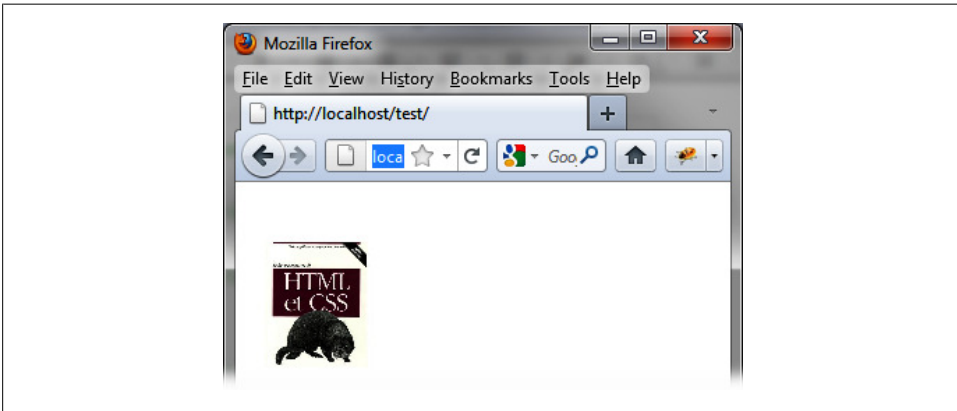 Mozilla Firefox
File Edit View History Bookmarks Tools Help
http://localhost/test/
loca Goo
HTML
et CSS